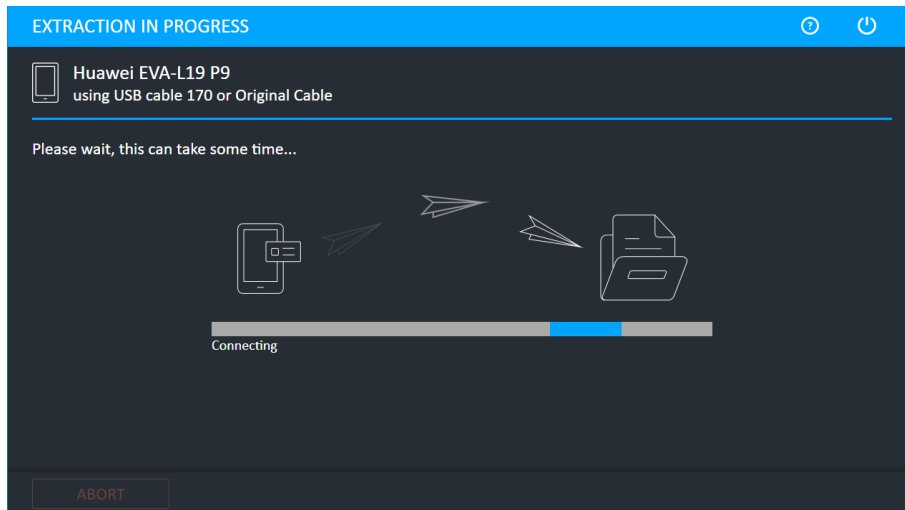 EXTRACTION IN PROGRESS
Huawei EVA-L19 P9
using USB cable 170 or Original Cable
Please wait, this can take some time...
Connecting
ABORT